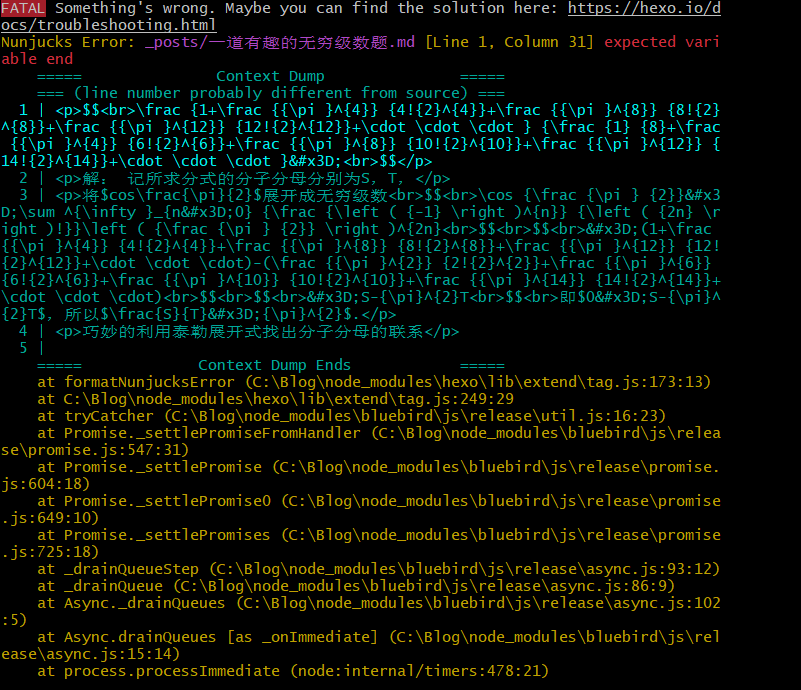 FATAL Something's wrong. Maybe you can find the solution here: https://hexo.io/d
ocs/troubleshooting.html
Nunjucks Error: _posts/一道有趣的无穷级数题.md [Line 1, Column 31] expected vari
able end
    =====               Context Dump               =====
    === (line number probably different from source) ===
  1 | <p>$$<br>\frac {1+\frac {{\pi }^{4}} {4!{2}^{4}}+\frac {{\pi }^{8}} {8!{2}
^{8}}+\frac {{\pi }^{12}} {12!{2}^{12}}+\cdot \cdot \cdot } {\frac {1} {8}+\frac
 {{\pi }^{4}} {6!{2}^{6}}+\frac {{\pi }^{8}} {10!{2}^{10}}+\frac {{\pi }^{12}} {
14!{2}^{14}}+\cdot \cdot \cdot }&#x3D;<br>$$</p>
  2 | <p>解： 记所求分式的分子分母分别为S，T，</p>
  3 | <p>将$cos\frac{\pi}{2}$展开成无穷级数<br>$$<br>\cos {\frac {\pi } {2}}&#x3
D;\sum ^{\infty }_{n&#x3D;0} {\frac {\left ( {-1} \right )^{n}} {\left ( {2n} \r
ight )!}}\left ( {\frac {\pi } {2}} \right )^{2n}<br>$$<br>$$<br>&#x3D;(1+\frac
{{\pi }^{4}} {4!{2}^{4}}+\frac {{\pi }^{8}} {8!{2}^{8}}+\frac {{\pi }^{12}} {12!
{2}^{12}}+\cdot \cdot \cdot)-(\frac {{\pi }^{2}} {2!{2}^{2}}+\frac {{\pi }^{6}}
{6!{2}^{6}}+\frac {{\pi }^{10}} {10!{2}^{10}}+\frac {{\pi }^{14}} {14!{2}^{14}}+
\cdot \cdot \cdot)<br>$$<br>$$<br>&#x3D;S-{\pi}^{2}T<br>$$<br>即$0&#x3D;S-{\pi}^
{2}T$，所以$\frac{S}{T}&#x3D;{\pi}^{2}$.</p>
  4 | <p>巧妙的利用泰勒展开式找出分子分母的联系</p>
  5 |
    =====             Context Dump Ends            =====
    at formatNunjucksError (C:\Blog\node_modules\hexo\lib\extend\tag.js:173:13)
    at C:\Blog\node_modules\hexo\lib\extend\tag.js:249:29
    at tryCatcher (C:\Blog\node_modules\bluebird\js\release\util.js:16:23)
    at Promise._settlePromiseFromHandler (C:\Blog\node_modules\bluebird\js\relea
se\promise.js:547:31)
    at Promise._settlePromise (C:\Blog\node_modules\bluebird\js\release\promise.
js:604:18)
    at Promise._settlePromise0 (C:\Blog\node_modules\bluebird\js\release\promise
.js:649:10)
    at Promise._settlePromises (C:\Blog\node_modules\bluebird\js\release\promise
.js:725:18)
    at _drainQueueStep (C:\Blog\node_modules\bluebird\js\release\async.js:93:12)
    at _drainQueue (C:\Blog\node_modules\bluebird\js\release\async.js:86:9)
    at Async._drainQueues (C:\Blog\node_modules\bluebird\js\release\async.js:102
:5)
    at Async.drainQueues [as _onImmediate] (C:\Blog\node_modules\bluebird\js\rel
ease\async.js:15:14)
    at process.processImmediate (node:internal/timers:478:21)